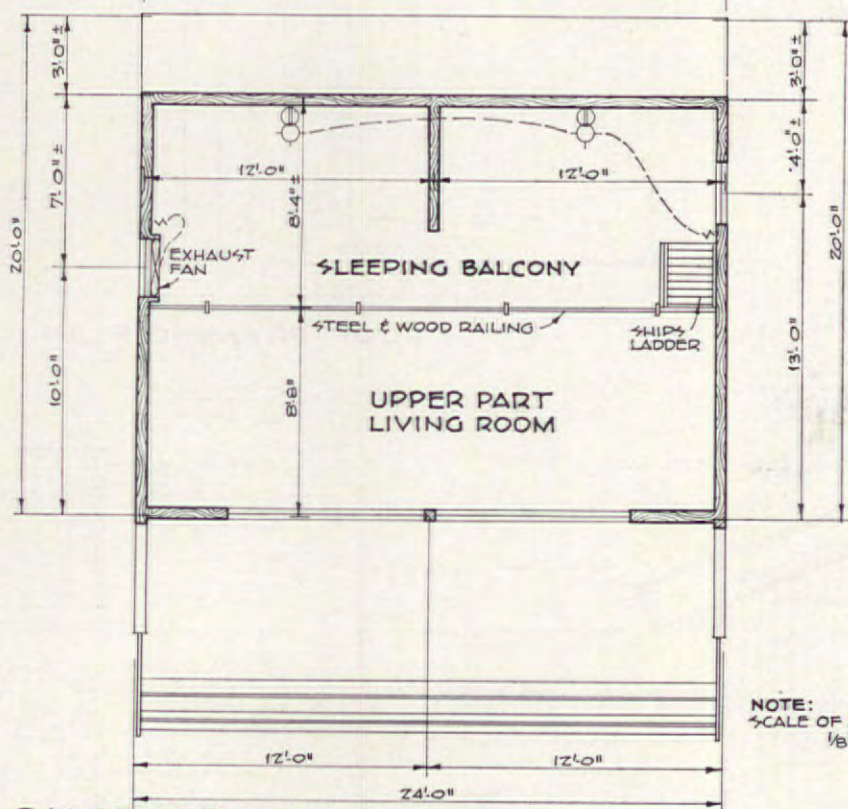 3'·0" ±
3'·0" ±
7'·0" ±
4'·0" ±
12'·0"
8'·4" ±
12'·0"
20'·0"
20'·0"
EXHAUST
FAN
SLEEPING BALCONY
STEEL & WOOD RAILING
SHIPS
LADDER
10'·0"
8'·8"
13'·0"
UPPER PART
LIVING ROOM
NOTE:
SCALE OF
1/8
12'·0"
12'·0"
24'·0"